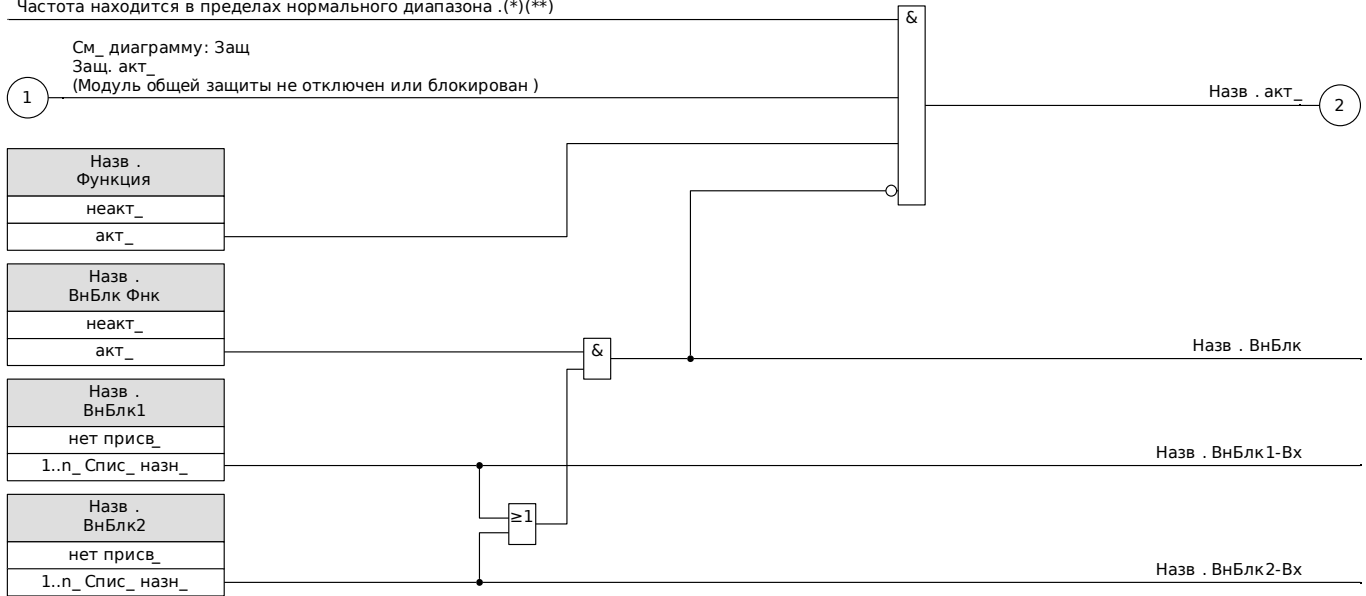 Частота находится в пределах нормального диапазона .(*)(**)
&
См_ диаграмму: Защ
Защ. акт_
(Модуль общей защиты не отключен или блокирован )
1
Назв . акт_
2
Назв .
Функция
неакт_
акт_
Назв .
ВнБлк Фнк
неакт_
акт_
&
Назв . ВнБлк
Назв .
ВнБлк1
нет присв_
1..n_ Спис_ назн_
Назв . ВнБлк1-Вх
Назв .
ВнБлк2
≥1
нет присв_
1..n_ Спис_ назн_
Назв . ВнБлк2-Вх